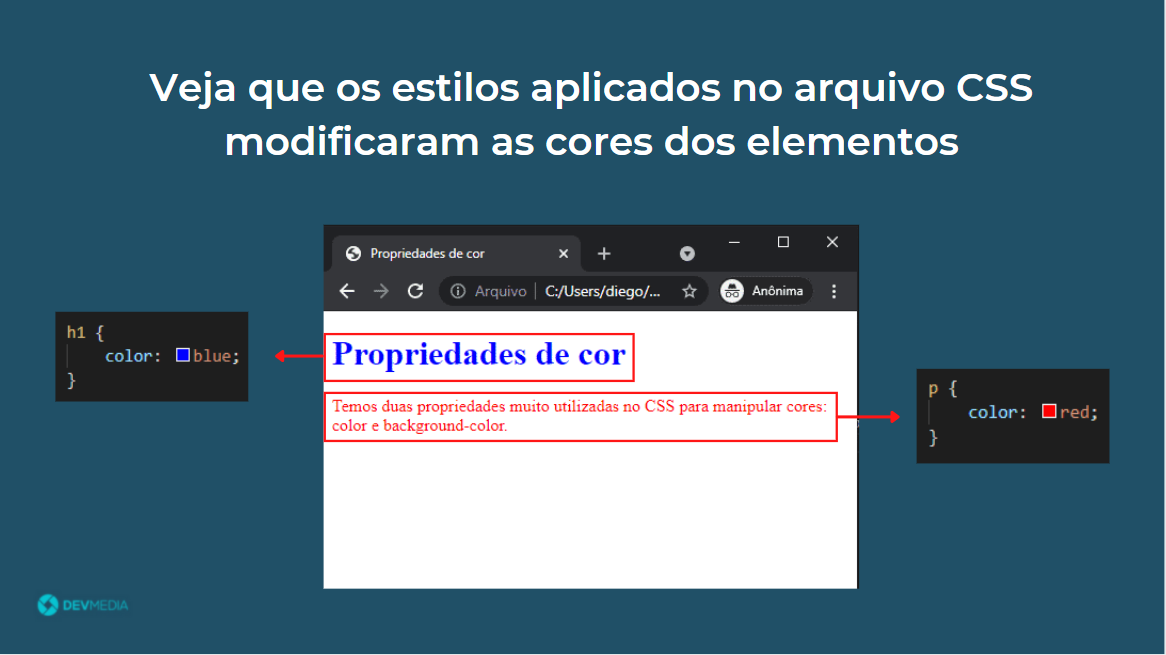 Veja que os estilos aplicados no arquivo CSS
modificaram as cores dos elementos
Propriedades de cor
Arquivo
C:/Users/diego/...
Anônima
h1 {
color: blue;
}
Propriedades de cor
Temos duas propriedades muito utilizadas no CSS para manipular cores:
color e background-color.
p {
color: red;
}
DEVMEDIA